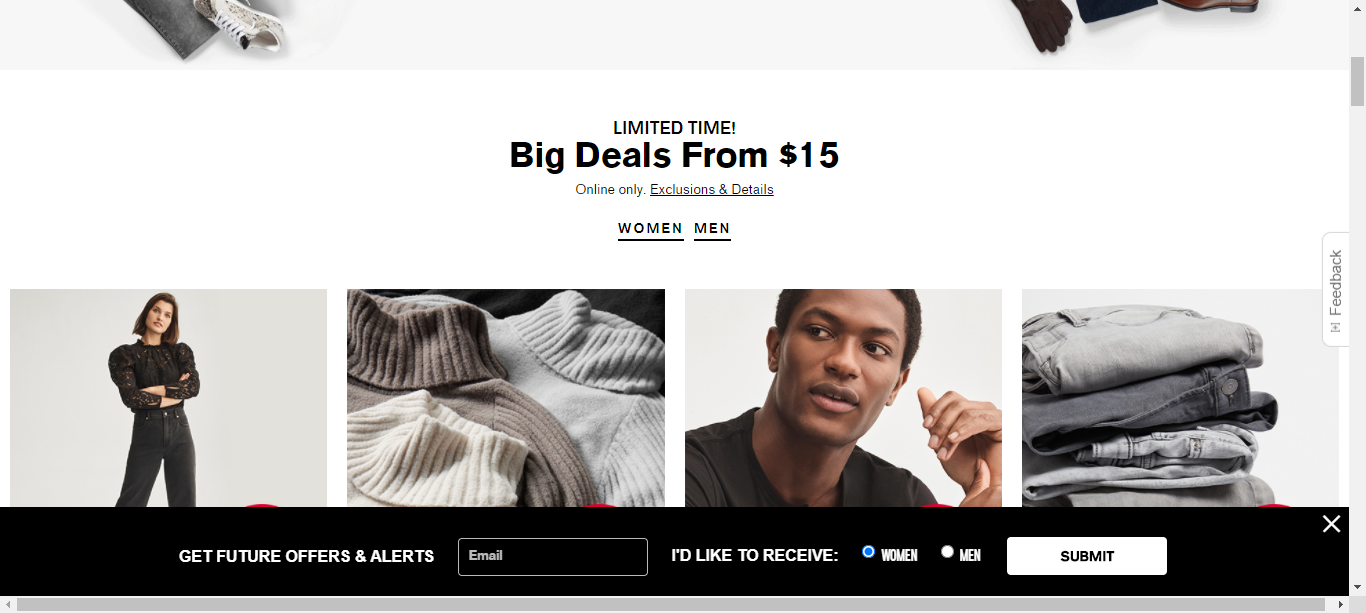 LIMITED TIME!
Big Deals From $15
Online only. Exclusions & Details
WOMEN MEN
Feedback
GET FUTURE OFFERS & ALERTS
Email
I'D LIKE TO RECEIVE:
WOMEN
MEN
SUBMIT